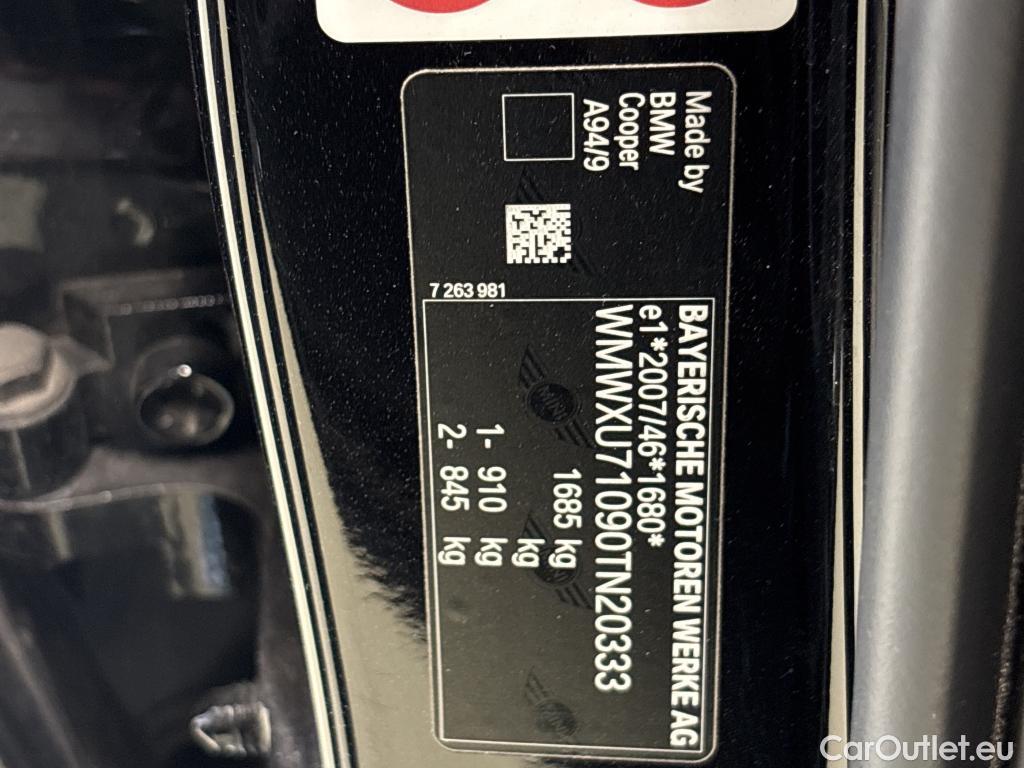 Made by
BMW
Cooper
A94/9
7 263 981
BAYERISCHE MOTOREN WERKE AG
e1*2007/46*1680*
WMWXU71090TN20333
1685 kg
kg
1- 910 kg
2- 845 kg
MINI
CarOutlet.eu